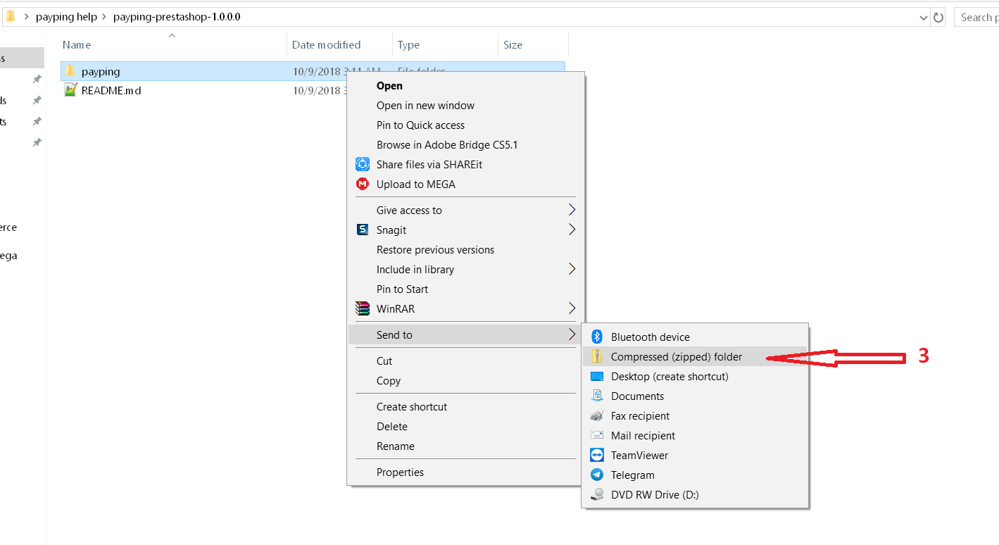 payping help > payping-prestashop-1.0.0.0
Search p
Name
Date modified
Type
Size
payping
10/9/2018 3:11 AM
File folder
README.md
10/9/2018 3
ss
ds
ts
erce
ega
Open
Open in new window
Pin to Quick access
Browse in Adobe Bridge CS5.1
Share files via SHAREit
Upload to MEGA
Give access to
Snagit
Restore previous versions
Include in library
Pin to Start
WinRAR
Send to
Cut
Copy
Create shortcut
Delete
Rename
Properties
Bluetooth device
Compressed (zipped) folder
3
Desktop (create shortcut)
Documents
Fax recipient
Mail recipient
TeamViewer
Telegram
DVD RW Drive (D:)